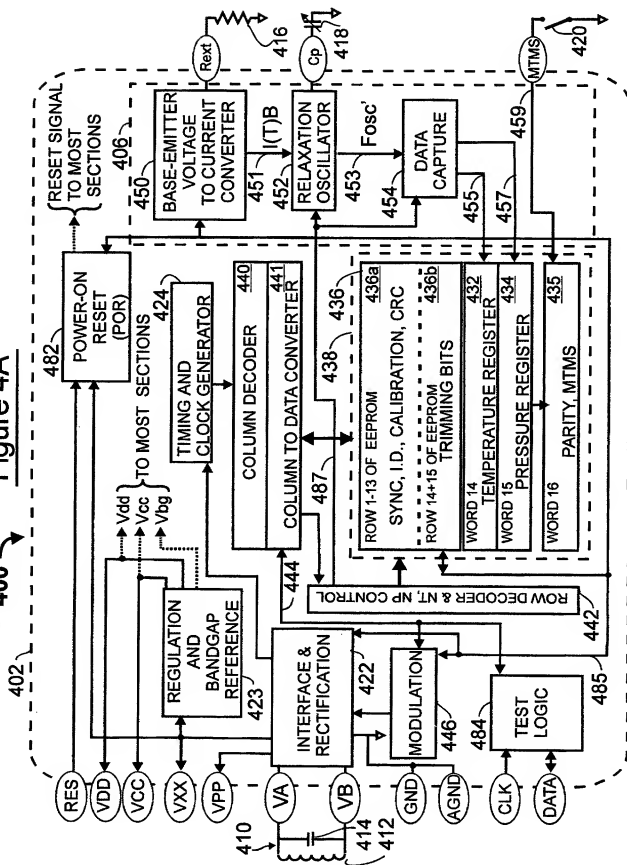 Figure 4A
400
402
RES
VDD
VCC
VXX
VPP
VA
VB
GND
AGND
CLK
DATA
410
414
412
482
POWER-ON
RESET
(POR)
RESET SIGNAL
TO MOST
SECTIONS
Vdd
Vcc
Vbg
TO MOST SECTIONS
REGULATION
AND
BANDGAP
REFERENCE
423
424
TIMING AND
CLOCK GENERATOR
COLUMN DECODER
440
COLUMN TO DATA CONVERTER
441
INTERFACE &
RECTIFICATION
422
444
MODULATION
446
484
TEST
LOGIC
485
487
ROW DECODER & NT, NP CONTROL
442
438
436
ROW 1-13 OF EEPROM
436a
SYNC, I.D., CALIBRATION, CRC
ROW 14+15 OF EEPROM
436b
TRIMMING BITS
WORD 14
432
TEMPERATURE REGISTER
WORD 15
434
PRESSURE REGISTER
WORD 16
435
PARITY, MTMS
406
450
BASE-EMITTER
VOLTAGE
TO CURRENT
CONVERTER
451
I(T)B
452
RELAXATION
OSCILLATOR
453
Fosc'
454
DATA
CAPTURE
455
457
459
Rext
416
Cp
418
MTMS
420